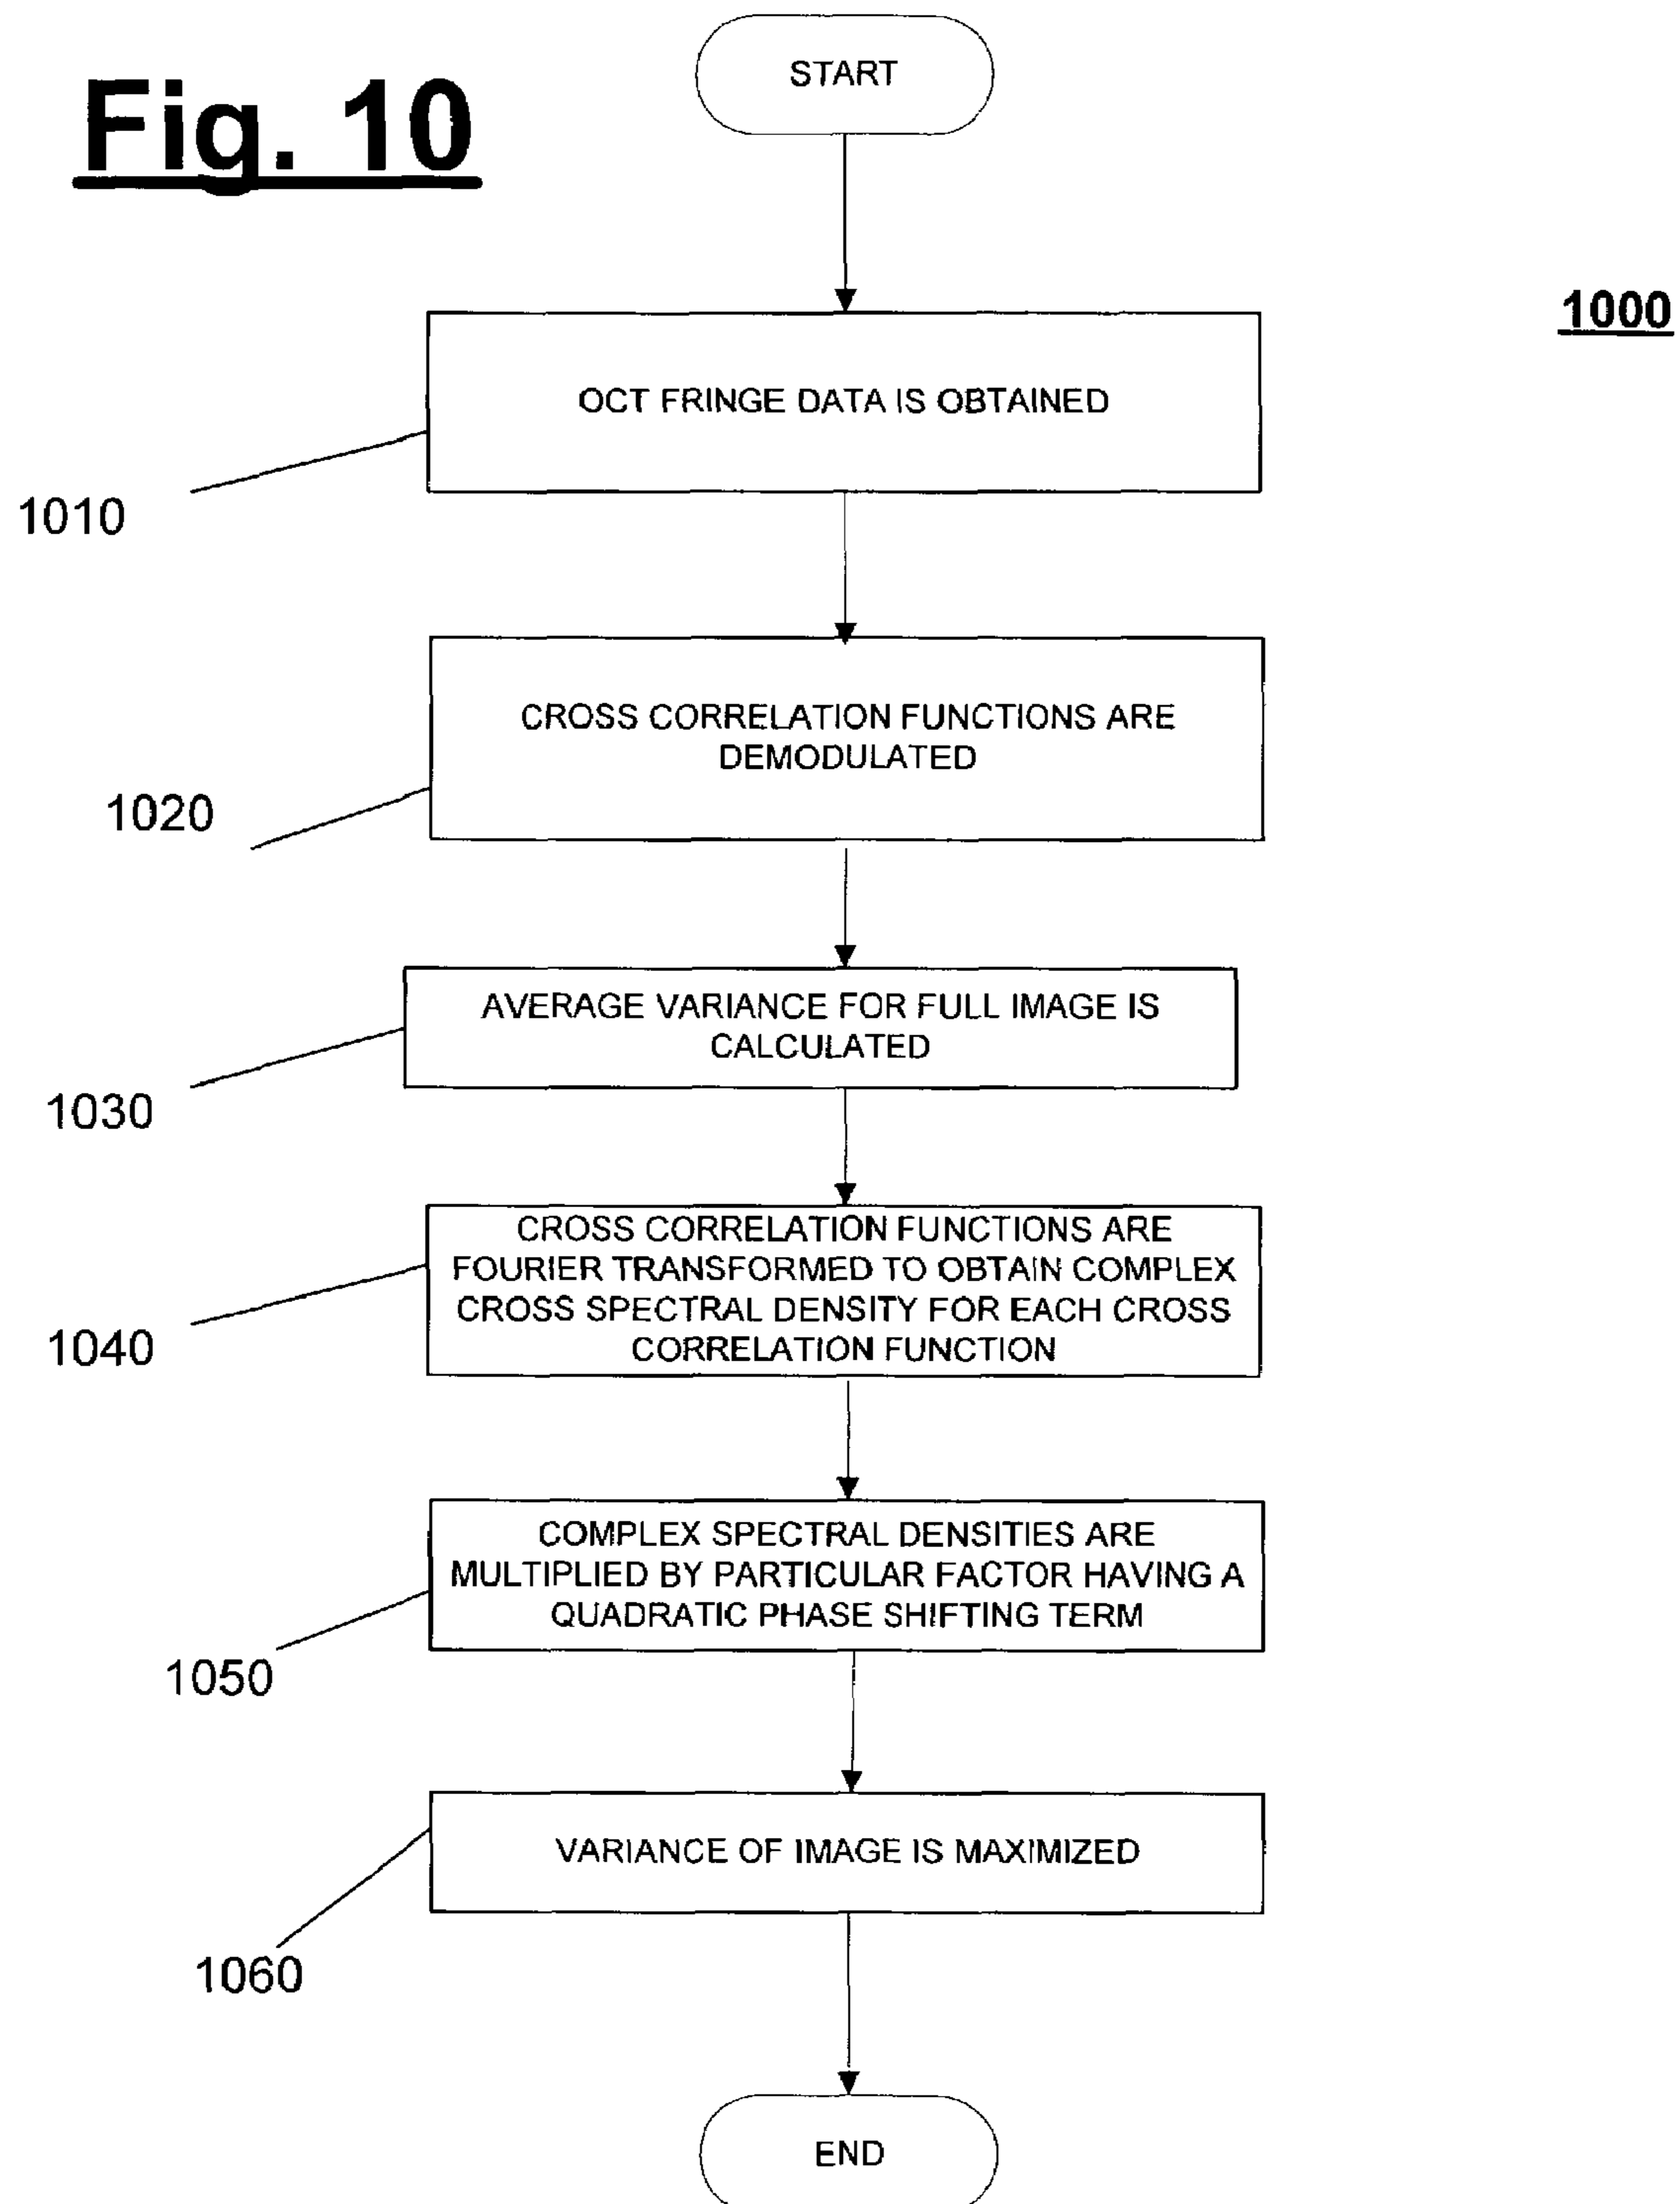 Fig. 10
START
1000
OCT FRINGE DATA IS OBTAINED
1010
CROSS CORRELATION FUNCTIONS ARE
DEMODULATED
1020
AVERAGE VARIANCE FOR FULL IMAGE IS
CALCULATED
1030
CROSS CORRELATION FUNCTIONS ARE
FOURIER TRANSFORMED TO OBTAIN COMPLEX
CROSS SPECTRAL DENSITY FOR EACH CROSS
CORRELATION FUNCTION
1040
COMPLEX SPECTRAL DENSITIES ARE
MULTIPLIED BY PARTICULAR FACTOR HAVING A
QUADRATIC PHASE SHIFTING TERM
1050
VARIANCE OF IMAGE IS MAXIMIZED
1060
END